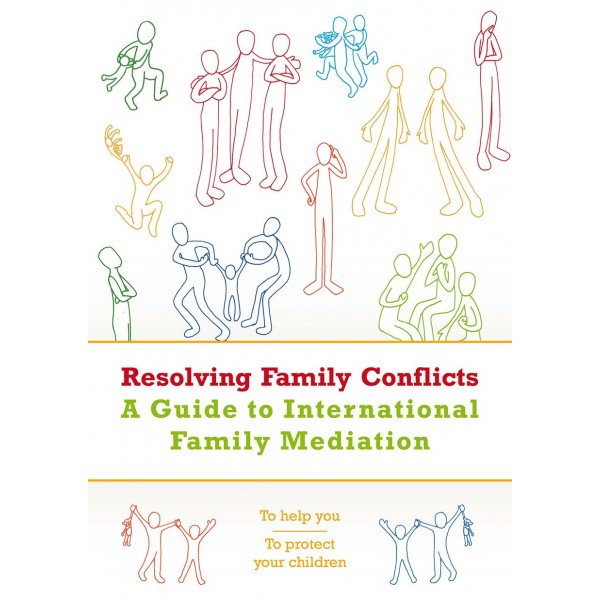 Resolving Family Conflicts
A Guide to International
Family Mediation
To help you
To protect
your children